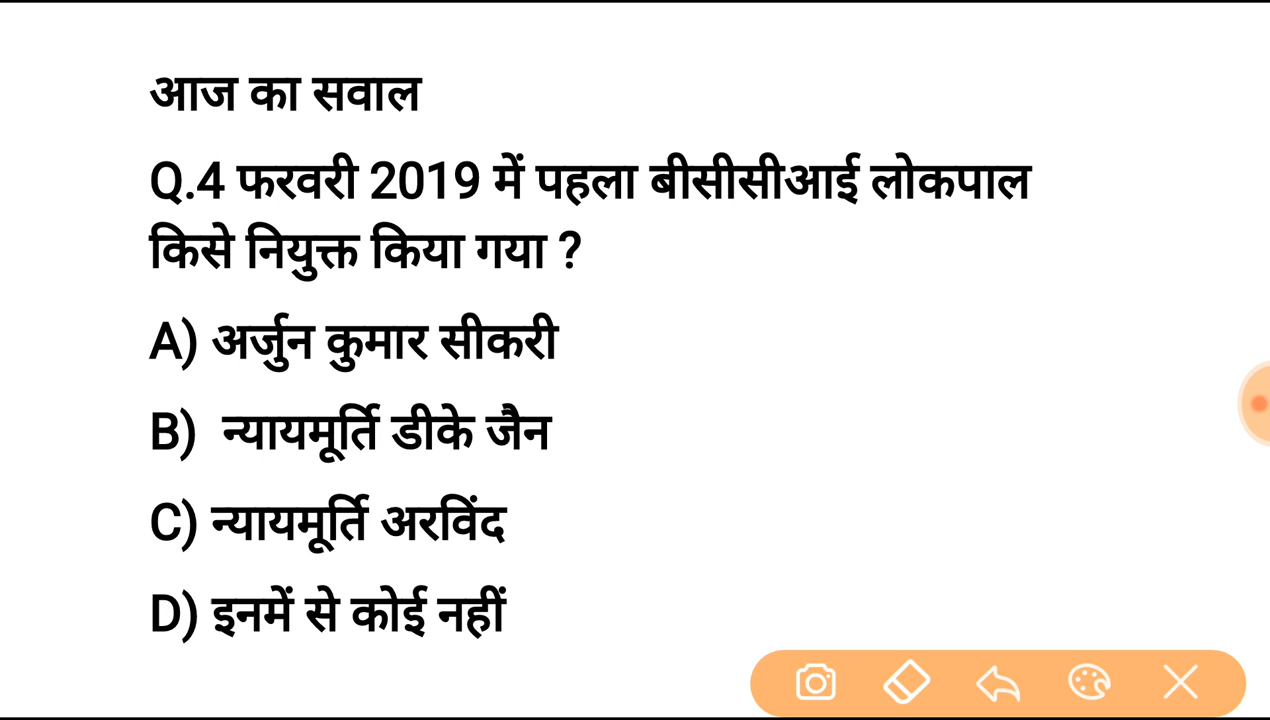 आज का सवाल
Q.4 फरवरी 2019 में पहला बीसीसीआई लोकपाल
किसे नियुक्त किया गया ?
A) अर्जुन कुमार सीकरी
B) न्यायमूर्ति डीके जैन
C) न्यायमूर्ति अरविंद
D) इनमें से कोई नहीं